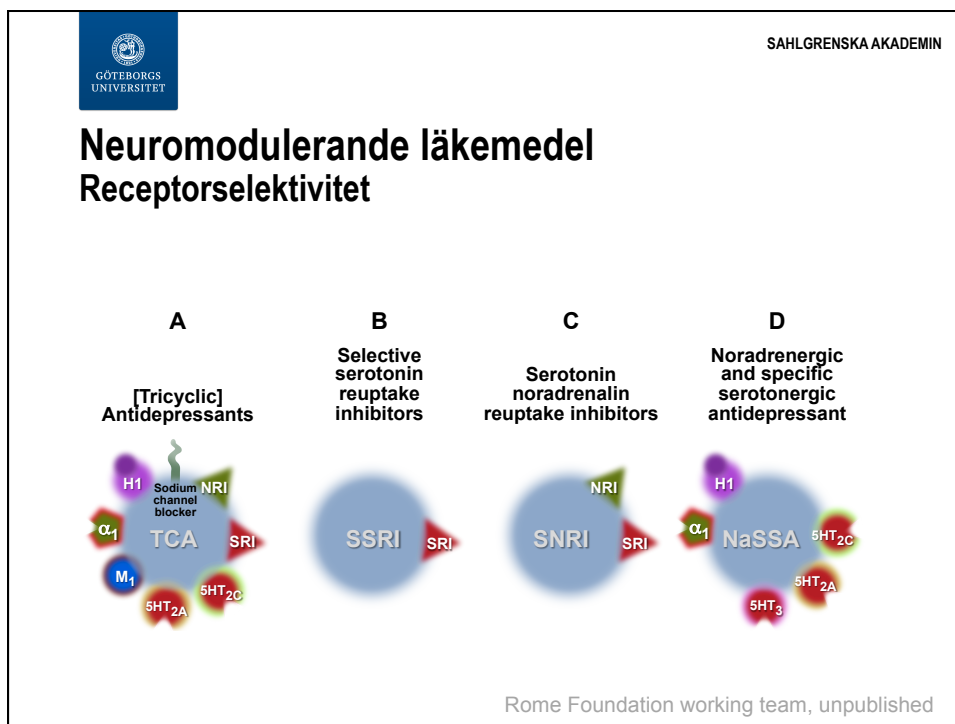 GÖTEBORGS
UNIVERSITET
SAHLGRENSKA AKADEMIN
Neuromodulerande läkemedel
Receptorselektivitet
A
[Tricyclic]
Antidepressants
H1
Sodium
channel
blocker
NRI
α1
TCA
SRI
M1
5HT2A
5HT2C
B
Selective
serotonin
reuptake
inhibitors
SSRI
SRI
C
Serotonin
noradrenalin
reuptake inhibitors
NRI
SNRI
SRI
D
Noradrenergic
and specific
serotonergic
antidepressant
H1
α1
NaSSA
5HT2C
5HT2A
5HT3
Rome Foundation working team, unpublished